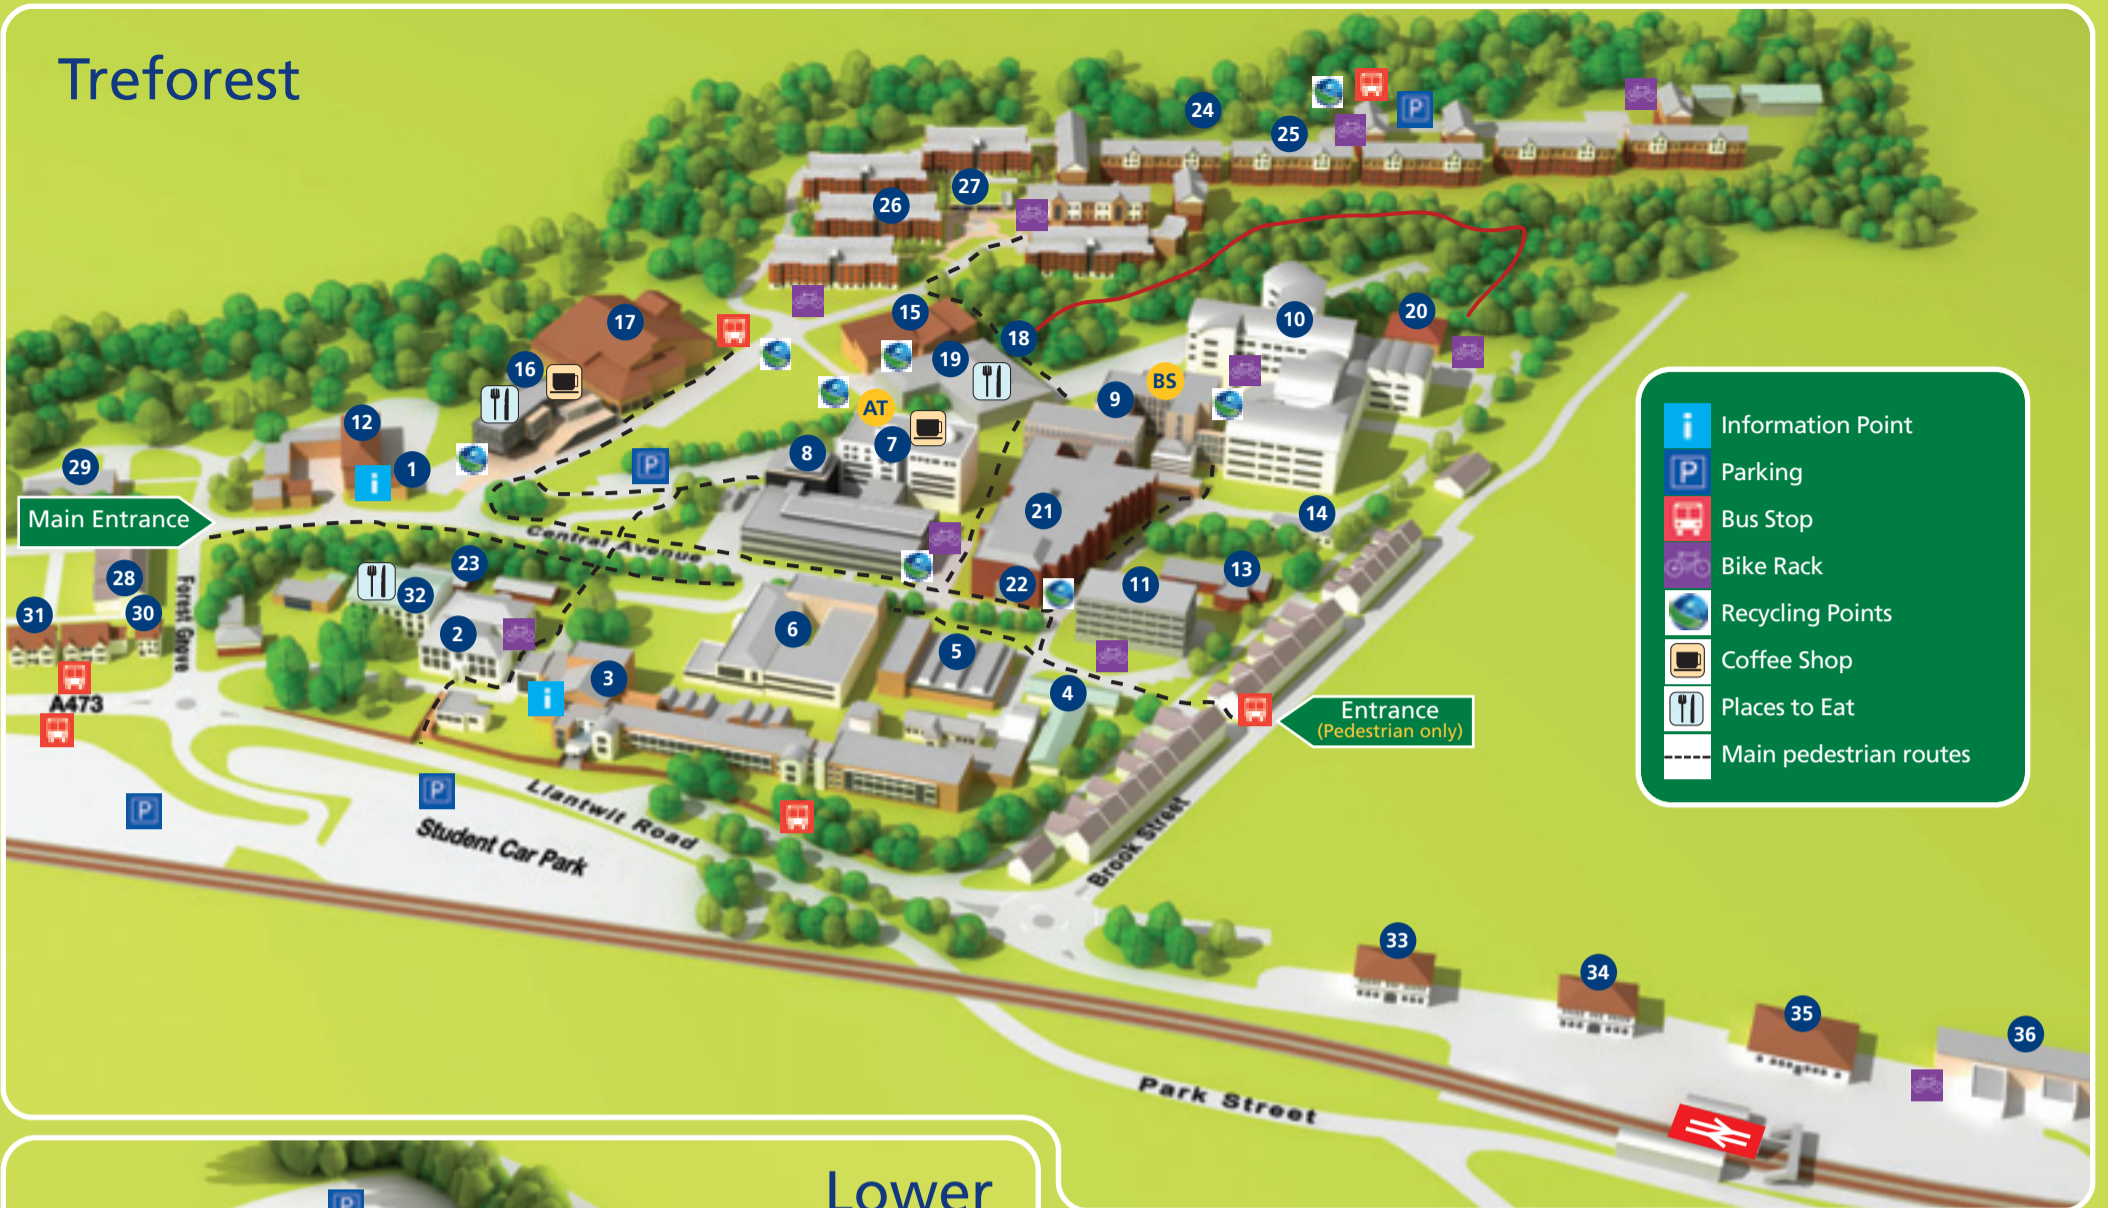 Treforest
24
25
27
26
15
18
10
20
17
19
16
BS
9
AT
12
7
8
1
29
Main Entrance
21
14
Central Avenue
23
13
28
32
22
11
31
30
Forest Grove
2
6
5
3
4
A473
Entrance
(Pedestrian only)
Llantwit Road
Student Car Park
Brook Street
33
34
35
36
Park Street
i
i
P
P
P
P
P
i Information Point
P Parking
Bus Stop
Bike Rack
Recycling Points
Coffee Shop
Places to Eat
Main pedestrian routes
Lower